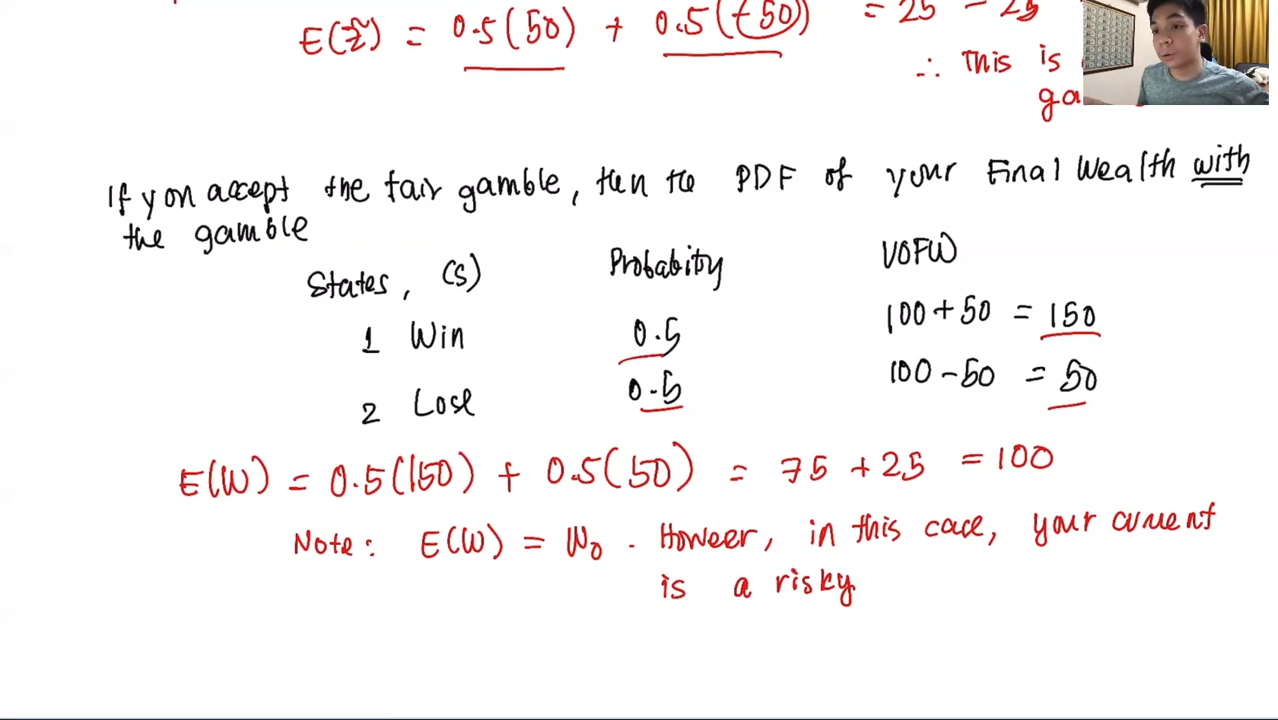 E(z̃) = 0.5(50) + 0.5(-50) = 25 - 25
∴ This is
If you accept the fair gamble, then the PDF of your Final Wealth with
the gamble
States, (s) Probabity VOFW
1 Win 0.5 100+50 = 150
2 Lose 0.5 100-50 = 50
E(W) = 0.5(150) + 0.5(50) = 75 + 25 = 100
Note: E(W) = W₀. Howeer, in this case, your current
is a risky